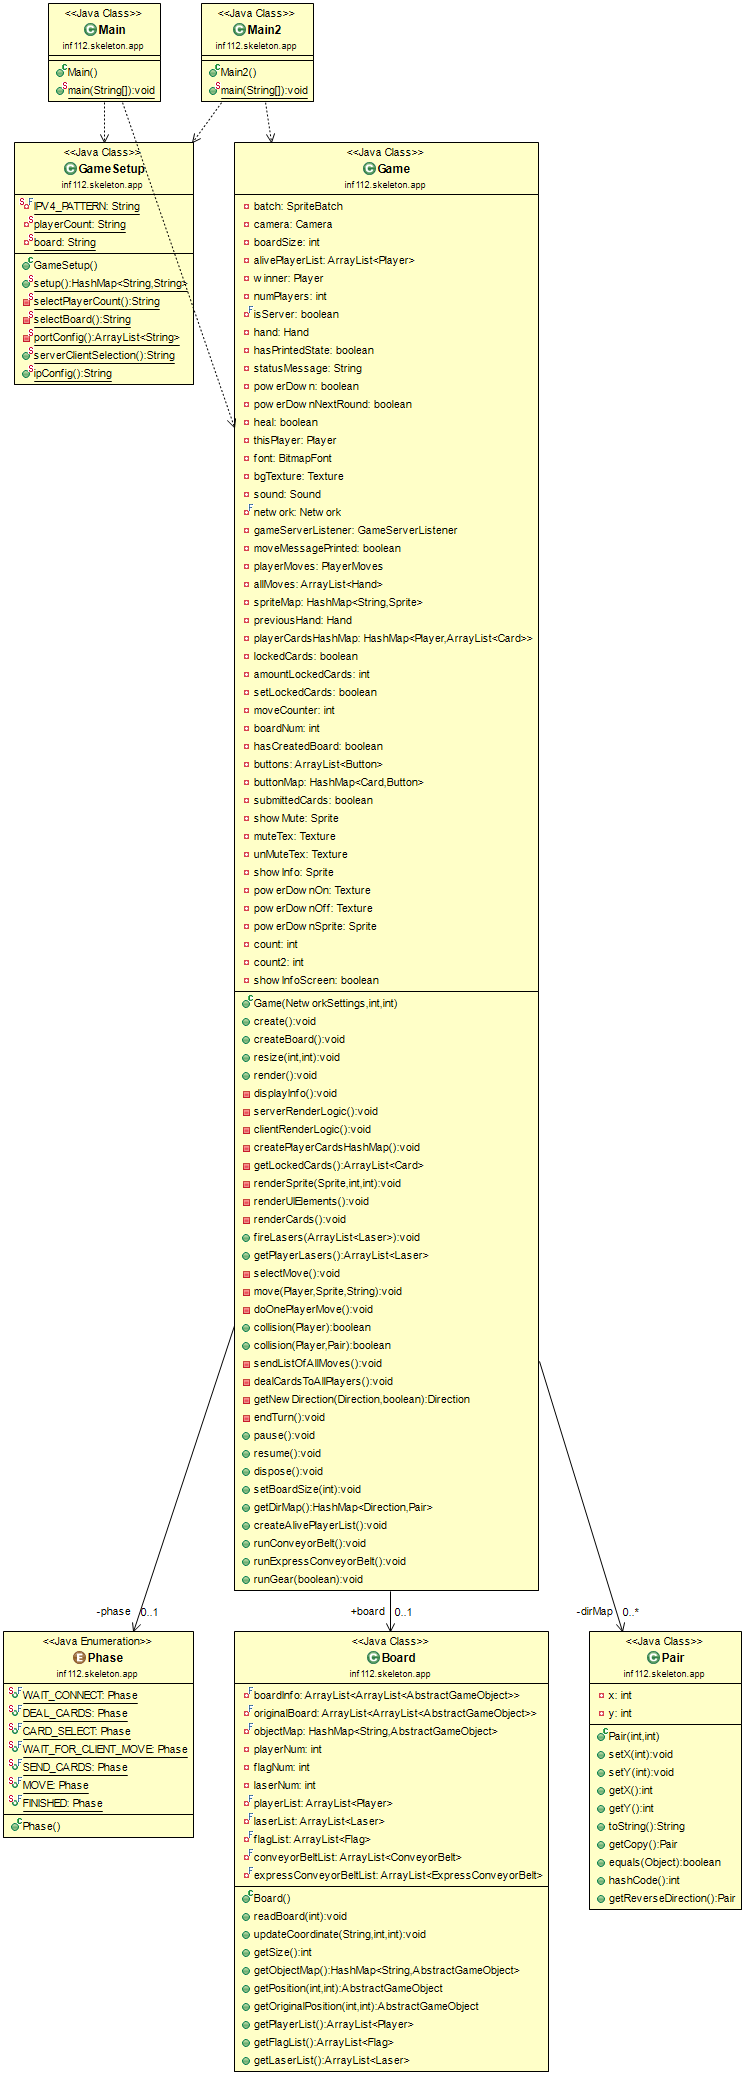 <<Java Class>>
Main
inf112.skeleton.app
Main()
main(String[]):void
<<Java Class>>
Main2
inf112.skeleton.app
Main2()
main(String[]):void
<<Java Class>>
GameSetup
inf112.skeleton.app
IPV4_PATTERN: String
playerCount: String
board: String
GameSetup()
setup():HashMap<String,String>
selectPlayerCount():String
selectBoard():String
portConfig():ArrayList<String>
serverClientSelection():String
ipConfig():String
<<Java Class>>
Game
inf112.skeleton.app
batch: SpriteBatch
camera: Camera
boardSize: int
alivePlayerList: ArrayList<Player>
winner: Player
numPlayers: int
isServer: boolean
hand: Hand
hasPrintedState: boolean
statusMessage: String
powerDown: boolean
powerDownNextRound: boolean
heal: boolean
thisPlayer: Player
font: BitmapFont
bgTexture: Texture
sound: Sound
network: Network
gameServerListener: GameServerListener
moveMessagePrinted: boolean
playerMoves: PlayerMoves
allMoves: ArrayList<Hand>
spriteMap: HashMap<String,Sprite>
previousHand: Hand
playerCardsHashMap: HashMap<Player,ArrayList<Card>>
lockedCards: boolean
amountLockedCards: int
setLockedCards: boolean
moveCounter: int
boardNum: int
hasCreatedBoard: boolean
buttons: ArrayList<Button>
buttonMap: HashMap<Card,Button>
submittedCards: boolean
showMute: Sprite
muteTex: Texture
unMuteTex: Texture
showInfo: Sprite
powerDownOn: Texture
powerDownOff: Texture
powerDownSprite: Sprite
count: int
count2: int
showInfoScreen: boolean
Game(NetworkSettings,int,int)
create():void
createBoard():void
resize(int,int):void
render():void
displayInfo():void
serverRenderLogic():void
clientRenderLogic():void
createPlayerCardsHashMap():void
getLockedCards():ArrayList<Card>
renderSprite(Sprite,int,int):void
renderUIElements():void
renderCards():void
fireLasers(ArrayList<Laser>):void
getPlayerLasers():ArrayList<Laser>
selectMove():void
move(Player,Sprite,String):void
doOnePlayerMove():void
collision(Player):boolean
collision(Player,Pair):boolean
sendListOfAllMoves():void
dealCardsToAllPlayers():void
getNewDirection(Direction,boolean):Direction
endTurn():void
pause():void
resume():void
dispose():void
setBoardSize(int):void
getDirMap():HashMap<Direction,Pair>
createAlivePlayerList():void
runConveyorBelt():void
runExpressConveyorBelt():void
runGear(boolean):void
-phase 0..1
+board 0..1
-dirMap 0..*
<<Java Enumeration>>
Phase
inf112.skeleton.app
WAIT_CONNECT: Phase
DEAL_CARDS: Phase
CARD_SELECT: Phase
WAIT_FOR_CLIENT_MOVE: Phase
SEND_CARDS: Phase
MOVE: Phase
FINISHED: Phase
Phase()
<<Java Class>>
Board
inf112.skeleton.app
boardInfo: ArrayList<ArrayList<AbstractGameObject>>
originalBoard: ArrayList<ArrayList<AbstractGameObject>>
objectMap: HashMap<String,AbstractGameObject>
playerNum: int
flagNum: int
laserNum: int
playerList: ArrayList<Player>
laserList: ArrayList<Laser>
flagList: ArrayList<Flag>
conveyorBeltList: ArrayList<ConveyorBelt>
expressConveyorBeltList: ArrayList<ExpressConveyorBelt>
Board()
readBoard(int):void
updateCoordinate(String,int,int):void
getSize():int
getObjectMap():HashMap<String,AbstractGameObject>
getPosition(int,int):AbstractGameObject
getOriginalPosition(int,int):AbstractGameObject
getPlayerList():ArrayList<Player>
getFlagList():ArrayList<Flag>
getLaserList():ArrayList<Laser>
<<Java Class>>
Pair
inf112.skeleton.app
x: int
y: int
Pair(int,int)
setX(int):void
setY(int):void
getX():int
getY():int
toString():String
getCopy():Pair
equals(Object):boolean
hashCode():int
getReverseDirection():Pair